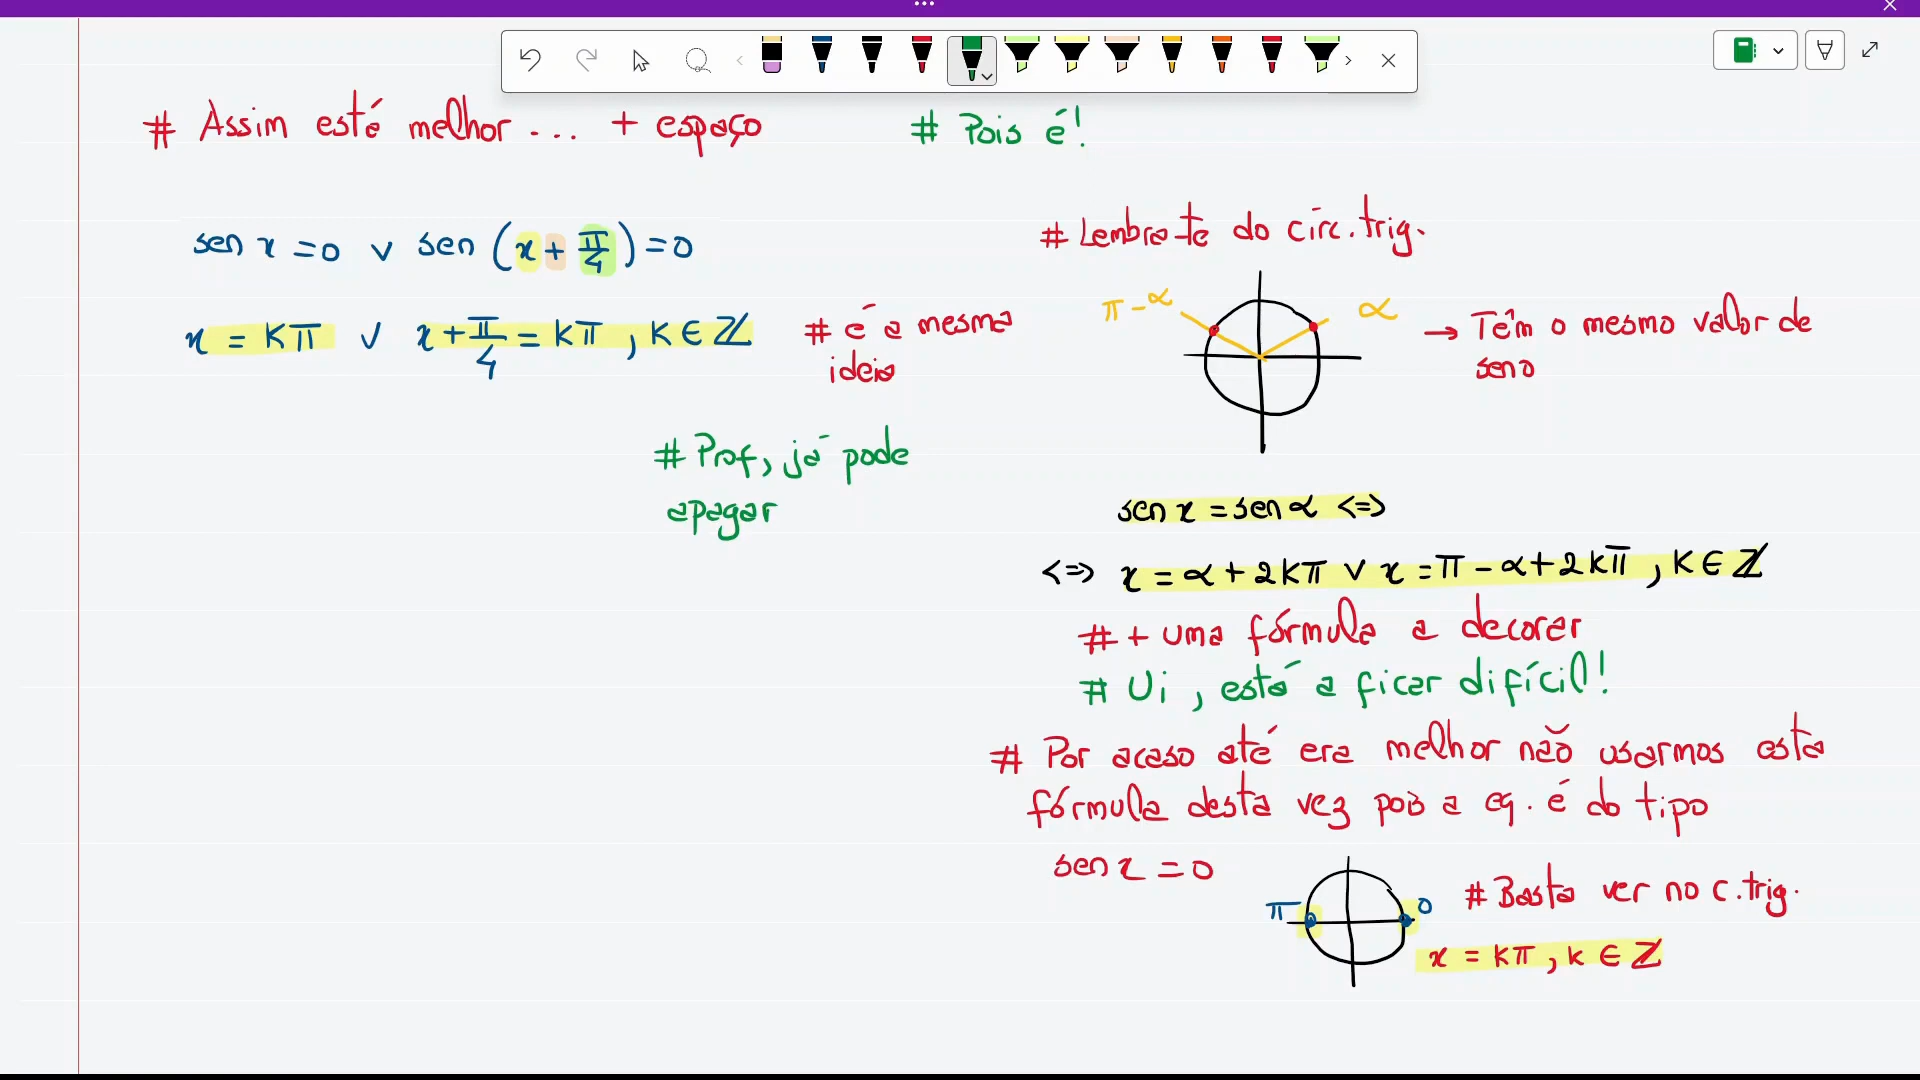 # Assim esté melhor... + espaço
# Pois é!
sen x = 0 ∨ sen (x + π/4) = 0
x = kπ ∨ x + π/4 = kπ, k ∈ ℤ
# é a mesma
ideia
# Prof, já pode
apagar
# Lembra-te do circ. trig.
π - α
α
→ Têm o mesmo valor de
seno
sen x = sen α <=>
<=> x = α + 2kπ ∨ x = π - α + 2kπ, k ∈ ℤ
# + uma fórmula a decorar
# Ui, está a ficar difícil!
# Por acaso até era melhor não usarmos esta
fórmula desta vez pois a eq. é do tipo
sen x = 0
π
0
# Basta ver no c. trig.
x = kπ, k ∈ ℤ